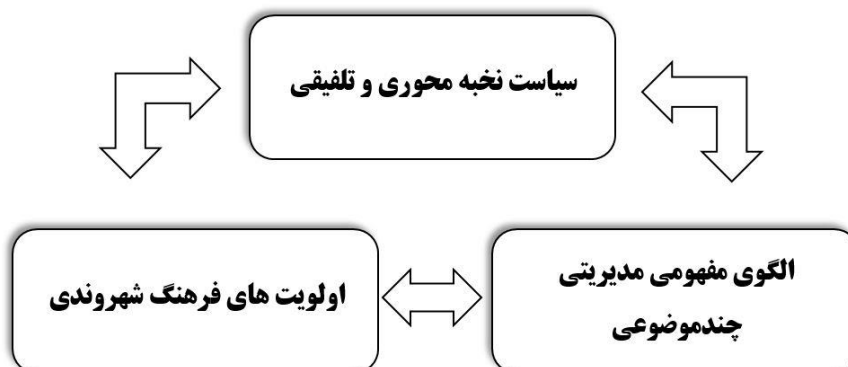 سیاست نخبه محوری و تلفیقی
الگوی مفهومی مدیریتی
چندموضوعی
اولویت های فرهنگ شهروندی